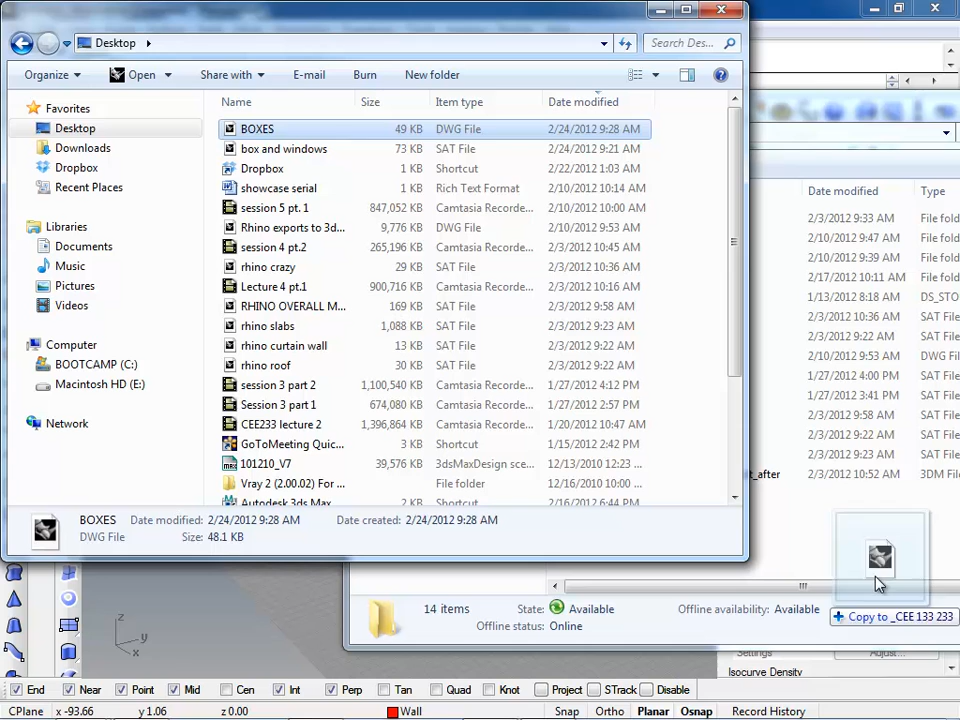 Desktop
Search Des...
Organize
Open
Share with
E-mail
Burn
New folder
Favorites
Desktop
Downloads
Dropbox
Recent Places
Libraries
Documents
Music
Pictures
Videos
Computer
BOOTCAMP (C:)
Macintosh HD (E:)
Network
Name Size Item type Date modified
BOXES 49 KB DWG File 2/24/2012 9:28 AM
box and windows 73 KB SAT File 2/24/2012 9:21 AM
Dropbox 1 KB Shortcut 2/22/2012 1:03 AM
showcase serial 1 KB Rich Text Format 2/10/2012 10:14 AM
session 5 pt. 1 847,052 KB Camtasia Recorde... 2/10/2012 10:00 AM
Rhino exports to 3d... 9,776 KB DWG File 2/10/2012 9:53 AM
session 4 pt.2 265,196 KB Camtasia Recorde... 2/3/2012 10:45 AM
rhino crazy 29 KB SAT File 2/3/2012 10:36 AM
Lecture 4 pt.1 900,716 KB Camtasia Recorde... 2/3/2012 10:16 AM
RHINO OVERALL M... 169 KB SAT File 2/3/2012 9:58 AM
rhino slabs 1,088 KB SAT File 2/3/2012 9:23 AM
rhino curtain wall 13 KB SAT File 2/3/2012 9:22 AM
rhino roof 30 KB SAT File 2/3/2012 9:22 AM
session 3 part 2 1,100,540 KB Camtasia Recorde... 1/27/2012 4:12 PM
Session 3 part 1 674,080 KB Camtasia Recorde... 1/27/2012 2:57 PM
CEE233 lecture 2 1,396,864 KB Camtasia Recorde... 1/20/2012 10:47 AM
GoToMeeting Quic... 3 KB Shortcut 1/15/2012 2:42 PM
101210_V7 39,576 KB 3dsMaxDesign sce... 12/13/2010 12:23 ...
Vray 2 (2.00.02) For ... File folder 12/16/2010 10:00 ...
Autodesk 3ds Max 2 KB Shortcut 2/16/2012 6:44 PM
BOXES Date modified: 2/24/2012 9:28 AM Date created: 2/24/2012 9:28 AM
DWG File Size: 48.1 KB
Date modified Type
2/3/2012 9:33 AM File fold
2/10/2012 9:47 AM File fold
2/10/2012 9:39 AM File fold
2/17/2012 10:11 AM File fold
1/13/2012 8:18 AM DS_STO
2/3/2012 10:36 AM SAT File
2/3/2012 9:22 AM SAT File
2/10/2012 9:53 AM DWG File
1/27/2012 4:00 PM SAT File
1/27/2012 3:41 PM SAT File
2/3/2012 9:58 AM SAT File
2/3/2012 9:22 AM SAT File
2/3/2012 9:23 AM SAT File
t_after 2/3/2012 10:52 AM 3DM File
Copy to _CEE 133 233
14 items State: Available Offline availability: Available
Offline status: Online
Settings Adjust...
Isocurve Density
z
y
x
End Near Point Mid Cen Int Perp Tan Quad Knot Project STrack Disable
CPlane x -93.66 y 1.06 z 0.00 Wall Snap Ortho Planar Osnap Record History